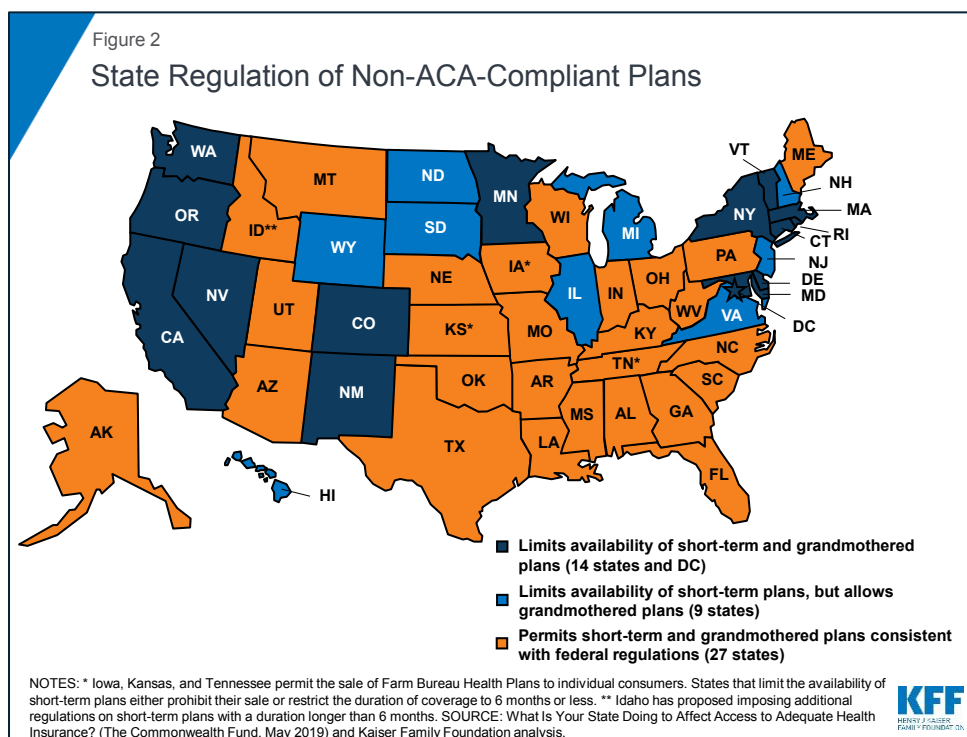 Figure 2
State Regulation of Non-ACA-Compliant Plans
WA
MT
ND
MN
VT
ME
NH
OR
ID**
WY
SD
WI
MI
NY
MA
RI
CT
NJ
DE
MD
DC
NV
UT
CO
NE
IA*
IL
IN
OH
PA
WV
VA
CA
KS*
MO
KY
NC
AZ
NM
OK
AR
TN*
SC
AK
TX
LA
MS
AL
GA
FL
HI
Limits availability of short-term and grandmothered
plans (14 states and DC)
Limits availability of short-term plans, but allows
grandmothered plans (9 states)
Permits short-term and grandmothered plans consistent
with federal regulations (27 states)
NOTES: * Iowa, Kansas, and Tennessee permit the sale of Farm Bureau Health Plans to individual consumers. States that limit the availability of
short-term plans either prohibit their sale or restrict the duration of coverage to 6 months or less. ** Idaho has proposed imposing additional
regulations on short-term plans with a duration longer than 6 months. SOURCE: What Is Your State Doing to Affect Access to Adequate Health
Insurance? (The Commonwealth Fund, May 2019) and Kaiser Family Foundation analysis.
KFF
HENRY J KAISER
FAMILY FOUNDATION